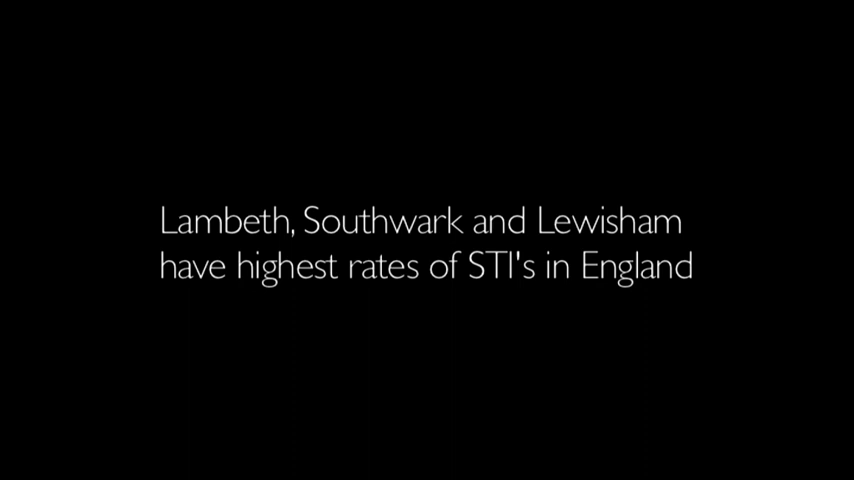 Lambeth, Southwark and Lewisham
have highest rates of STI's in England